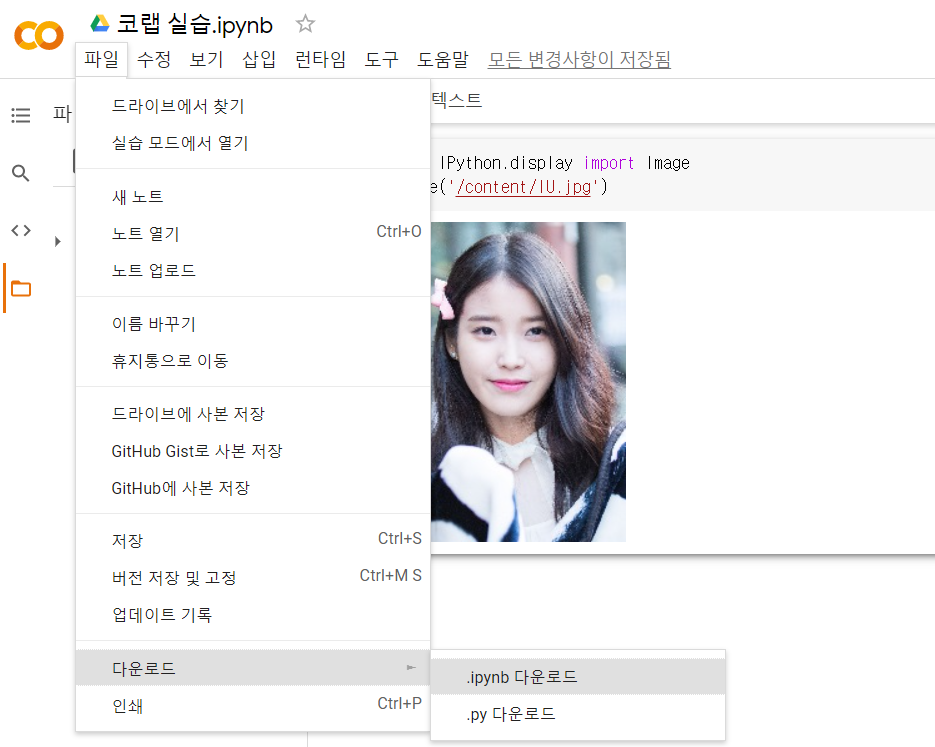 코랩 실습.ipynb
파일 수정 보기 삽입 런타임 도구 도움말 모든 변경사항이 저장됨
파
텍스트
드라이브에서 찾기
실습 모드에서 열기
새 노트
노트 열기 Ctrl+O
노트 업로드
이름 바꾸기
휴지통으로 이동
드라이브에 사본 저장
GitHub Gist로 사본 저장
GitHub에 사본 저장
저장 Ctrl+S
버전 저장 및 고정 Ctrl+M S
업데이트 기록
다운로드
인쇄 Ctrl+P
.ipynb 다운로드
.py 다운로드
IPython.display import Image
e('/content/IU.jpg')